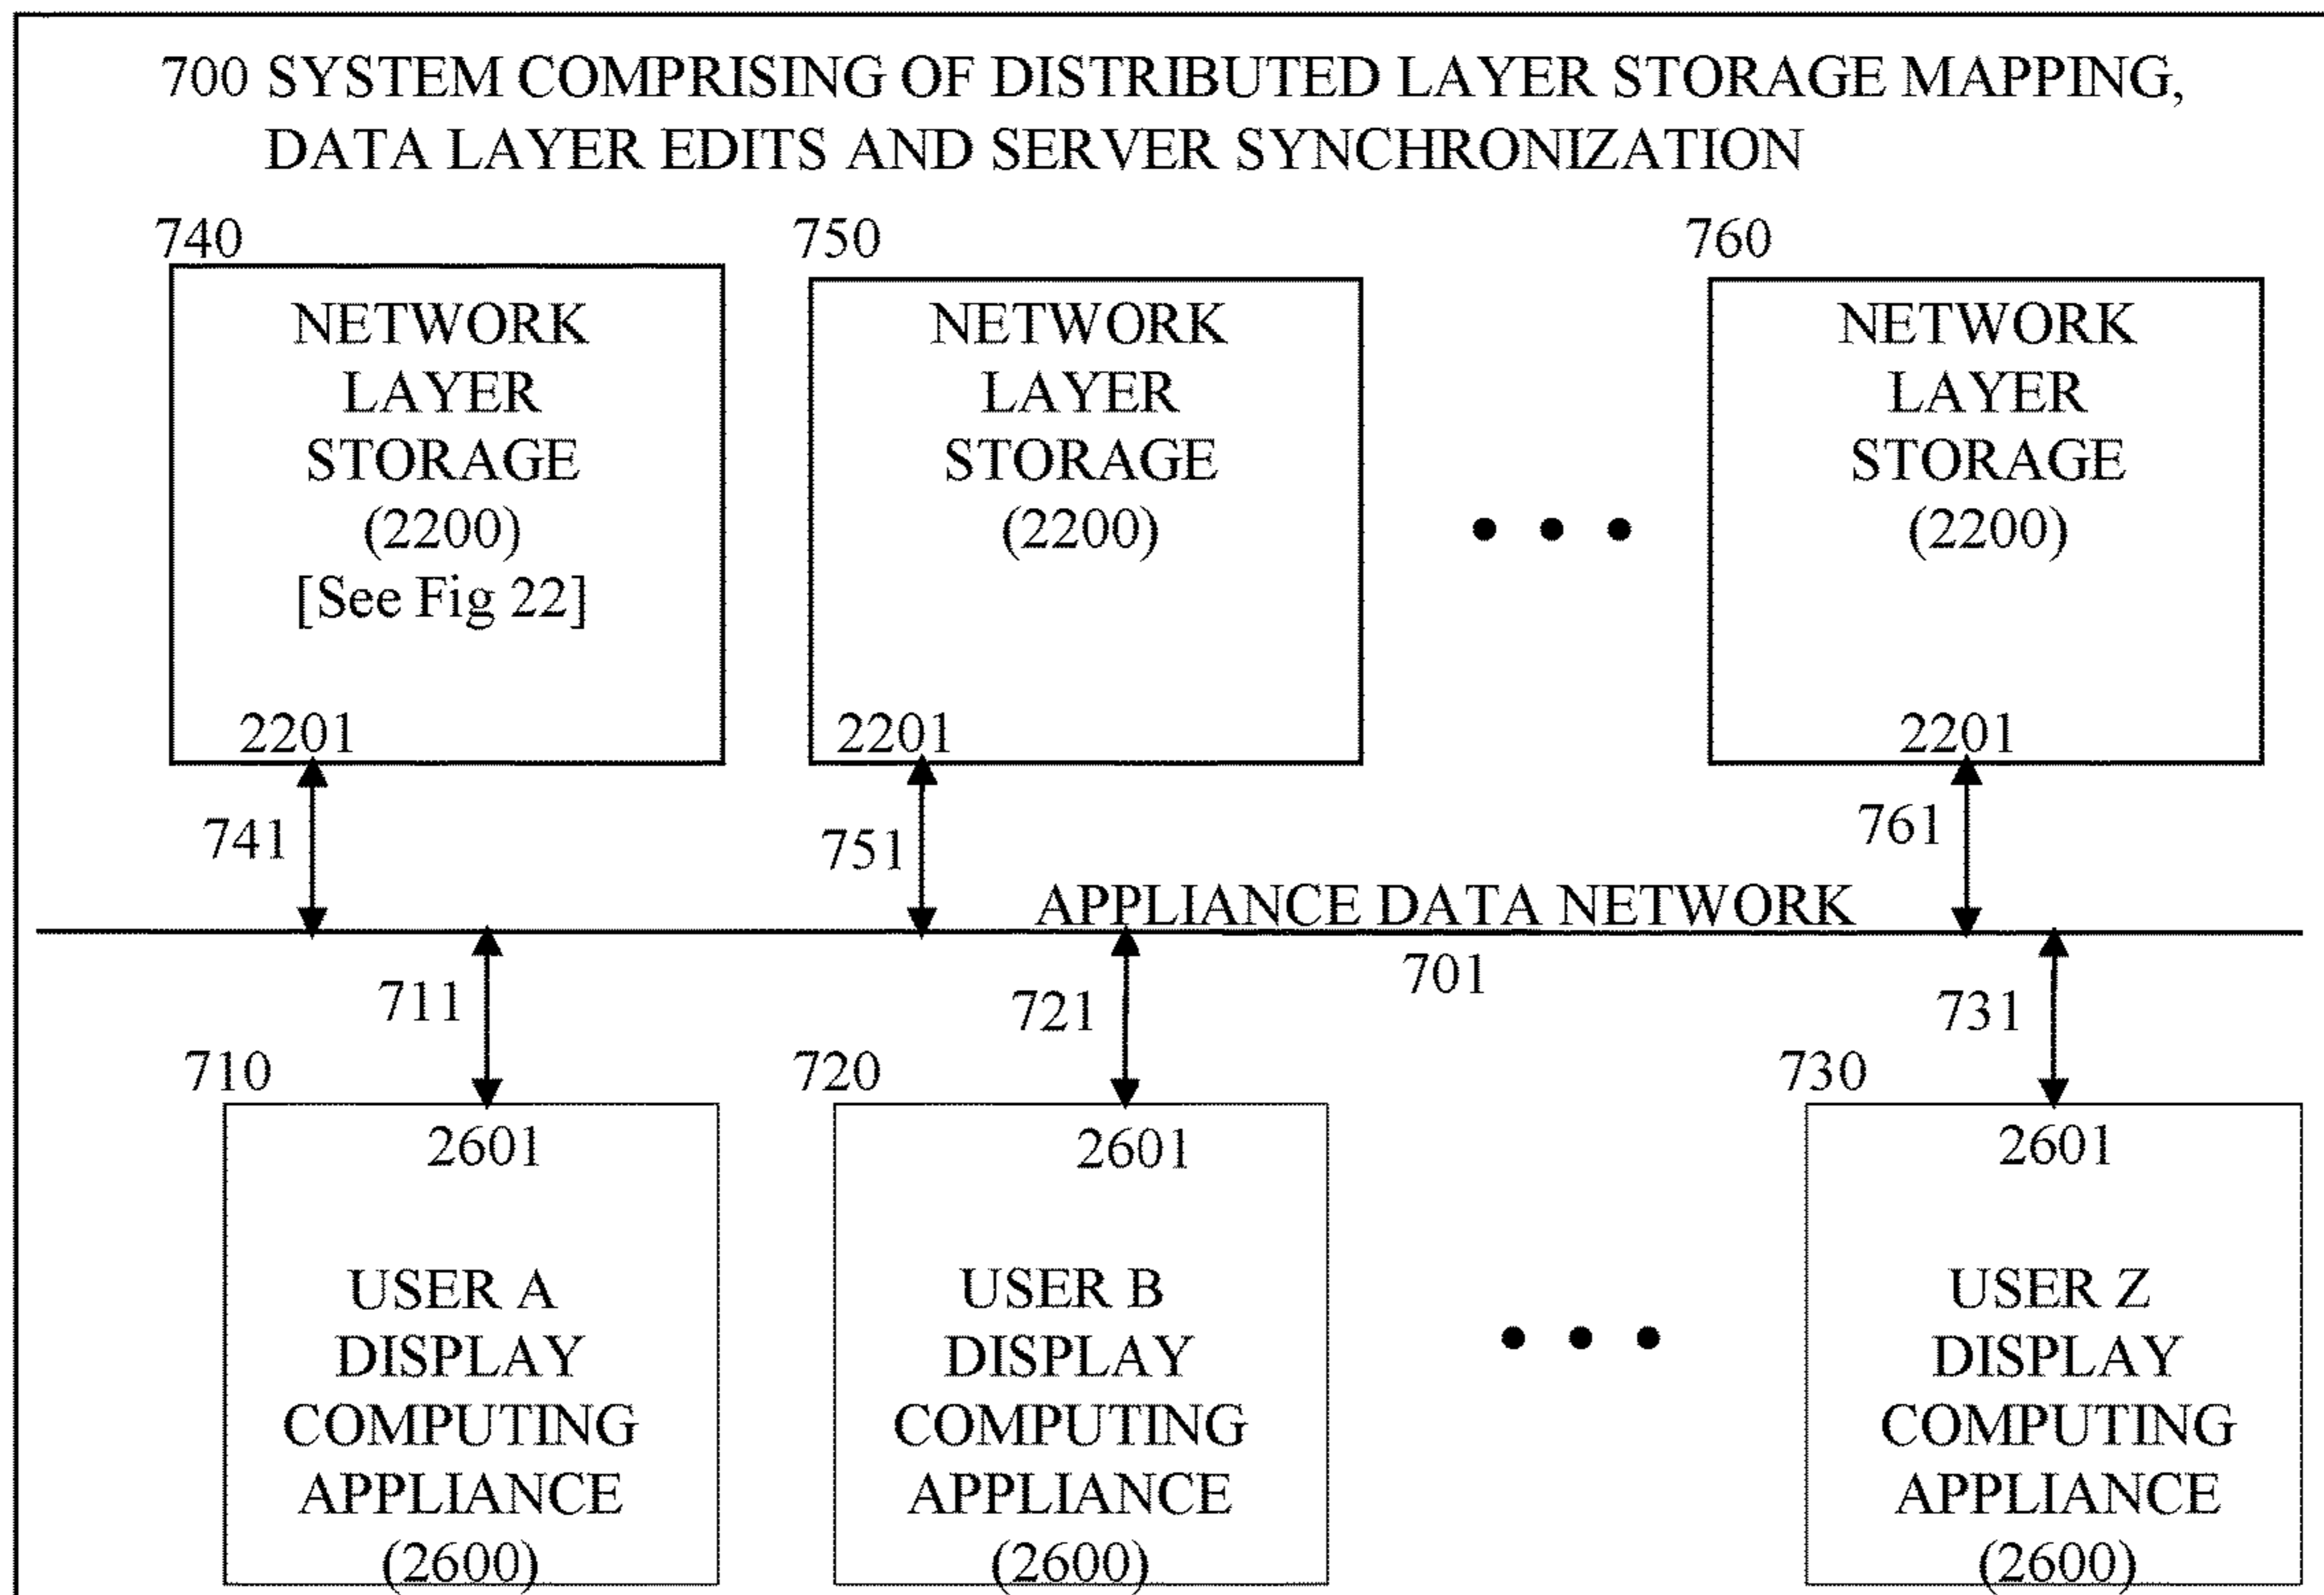 700 SYSTEM COMPRISING OF DISTRIBUTED LAYER STORAGE MAPPING,
DATA LAYER EDITS AND SERVER SYNCHRONIZATION
740
NETWORK
LAYER
STORAGE
(2200)
[See Fig 22]
2201
741
750
NETWORK
LAYER
STORAGE
(2200)
2201
751
760
NETWORK
LAYER
STORAGE
(2200)
2201
761
APPLIANCE DATA NETWORK
701
711
710
2601
USER A
DISPLAY
COMPUTING
APPLIANCE
(2600)
721
720
2601
USER B
DISPLAY
COMPUTING
APPLIANCE
(2600)
731
730
2601
USER Z
DISPLAY
COMPUTING
APPLIANCE
(2600)